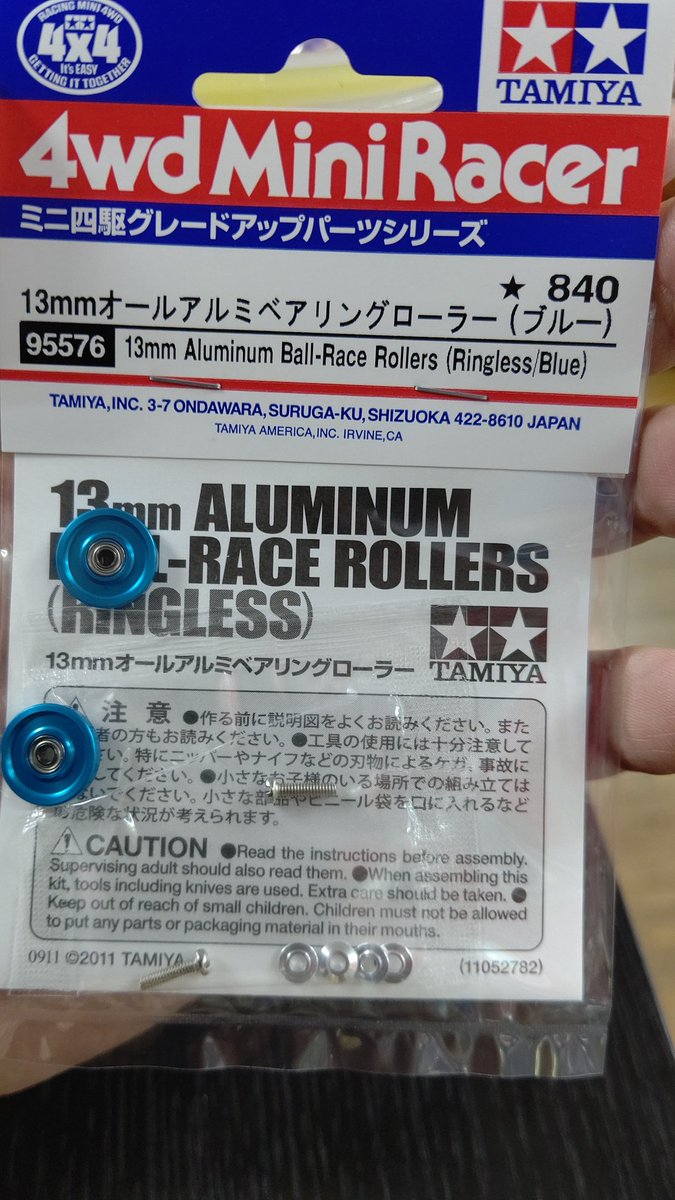 RACING MINI 4WD
4x4
It's EASY
GETTING IT TOGETHER
TAMIYA
4wd Mini Racer
ミニ四駆グレードアップパーツシリーズ
★ 840
13mmオールアルミベアリングローラー(ブルー)
95576 13mm Aluminum Ball-Race Rollers (Ringless/Blue)
TAMIYA,INC. 3-7 ONDAWARA, SURUGA-KU, SHIZUOKA 422-8610 JAPAN
TAMIYA AMERICA,INC. IRVINE,CA
13mm ALUMINUM
-RACE ROLLERS
(RINGLESS)
TAMIYA
13mmオールアルミベアリングローラー
注意 ●作る前に説明図をよくお読みください。また
者の方もお読みください。●工具の使用には十分注意して
さい。特にニッパーやナイフなどの刃物によるケガ、事故に
してください。●小さなお子様のいる場所での組み立ては
ないでください。小さな部品やビニール袋を口に入れるなど
危険な状況が考えられます。
CAUTION ●Read the instructions before assembly.
Supervising adult should also read them. ●When assembling this
kit, tools including knives are used. Extra care should be taken. ●
Keep out of reach of small children. Children must not be allowed
to put any parts or packaging material in their mouths.
0911 ©2011 TAMIYA
(11052782)